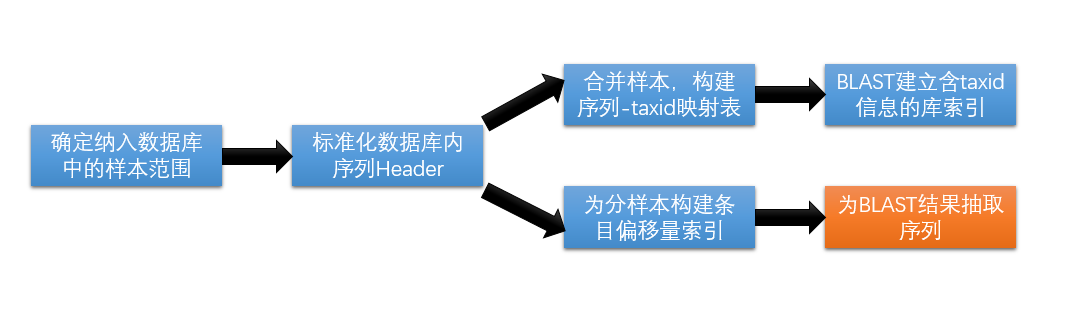 确定纳入数据库
中的样本范围
标准化数据库内
序列Header
合并样本，构建
序列-taxid映射表
BLAST建立含taxid
信息的库索引
为分样本构建条
目偏移量索引
为BLAST结果抽取
序列